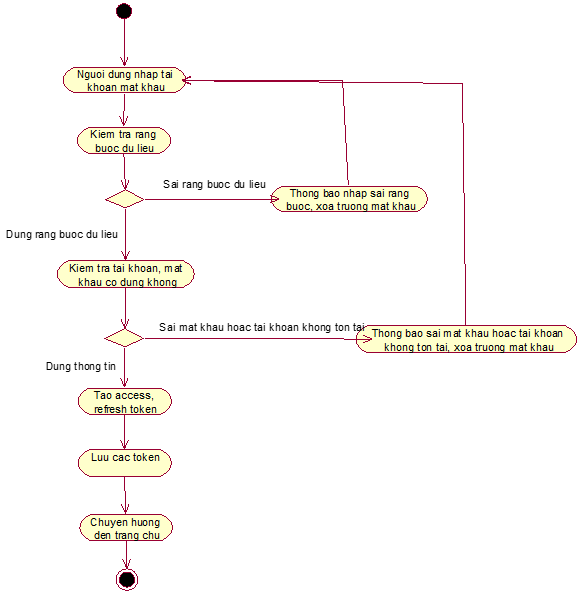 Nguoi dung nhap tai
khoan mat khau
Kiem tra rang
buoc du lieu
Sai rang buoc du lieu
Thong bao nhap sai rang
buoc, xoa truong mat khau
Dung rang buoc du lieu
Kiem tra tai khoan, mat
khau co dung khong
Sai mat khau hoac tai khoan khong ton tai
Thong bao sai mat khau hoac tai khoan
khong ton tai, xoa truong mat khau
Dung thong tin
Tao access,
refresh token
Luu cac token
Chuyen huong
den trang chu